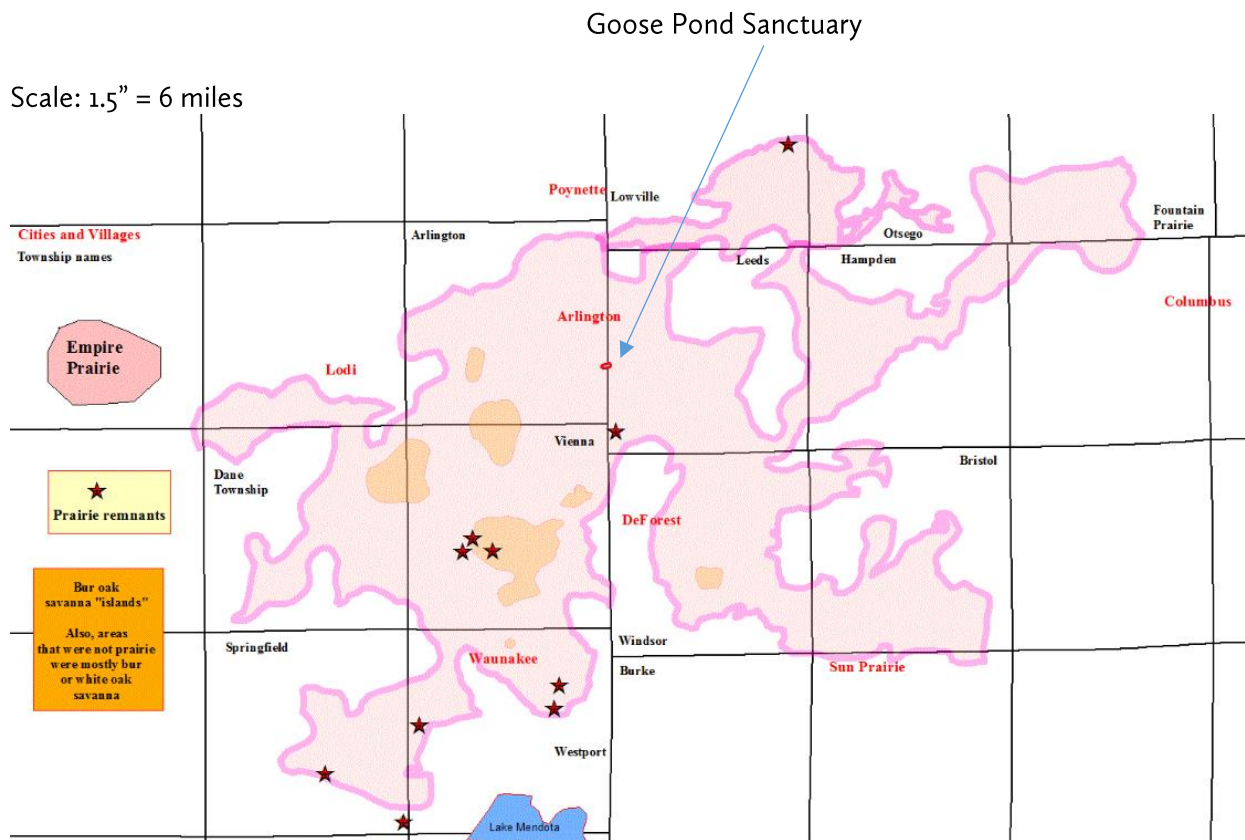 Goose Pond Sanctuary
Scale: 1.5” = 6 miles
Poynette
Lowville
Fountain
Prairie
Cities and Villages
Township names
Arlington
Otsego
Leeds
Hampden
Columbus
Arlington
Empire
Prairie
Lodi
Vienna
Bristol
Dane
Township
Prairie remnants
DeForest
Bur oak
savanna "islands"
Also, areas
that were not prairie
were mostly bur
or white oak
savanna
Springfield
Windsor
Waunakee
Burke
Sun Prairie
Westport
Lake Mendota